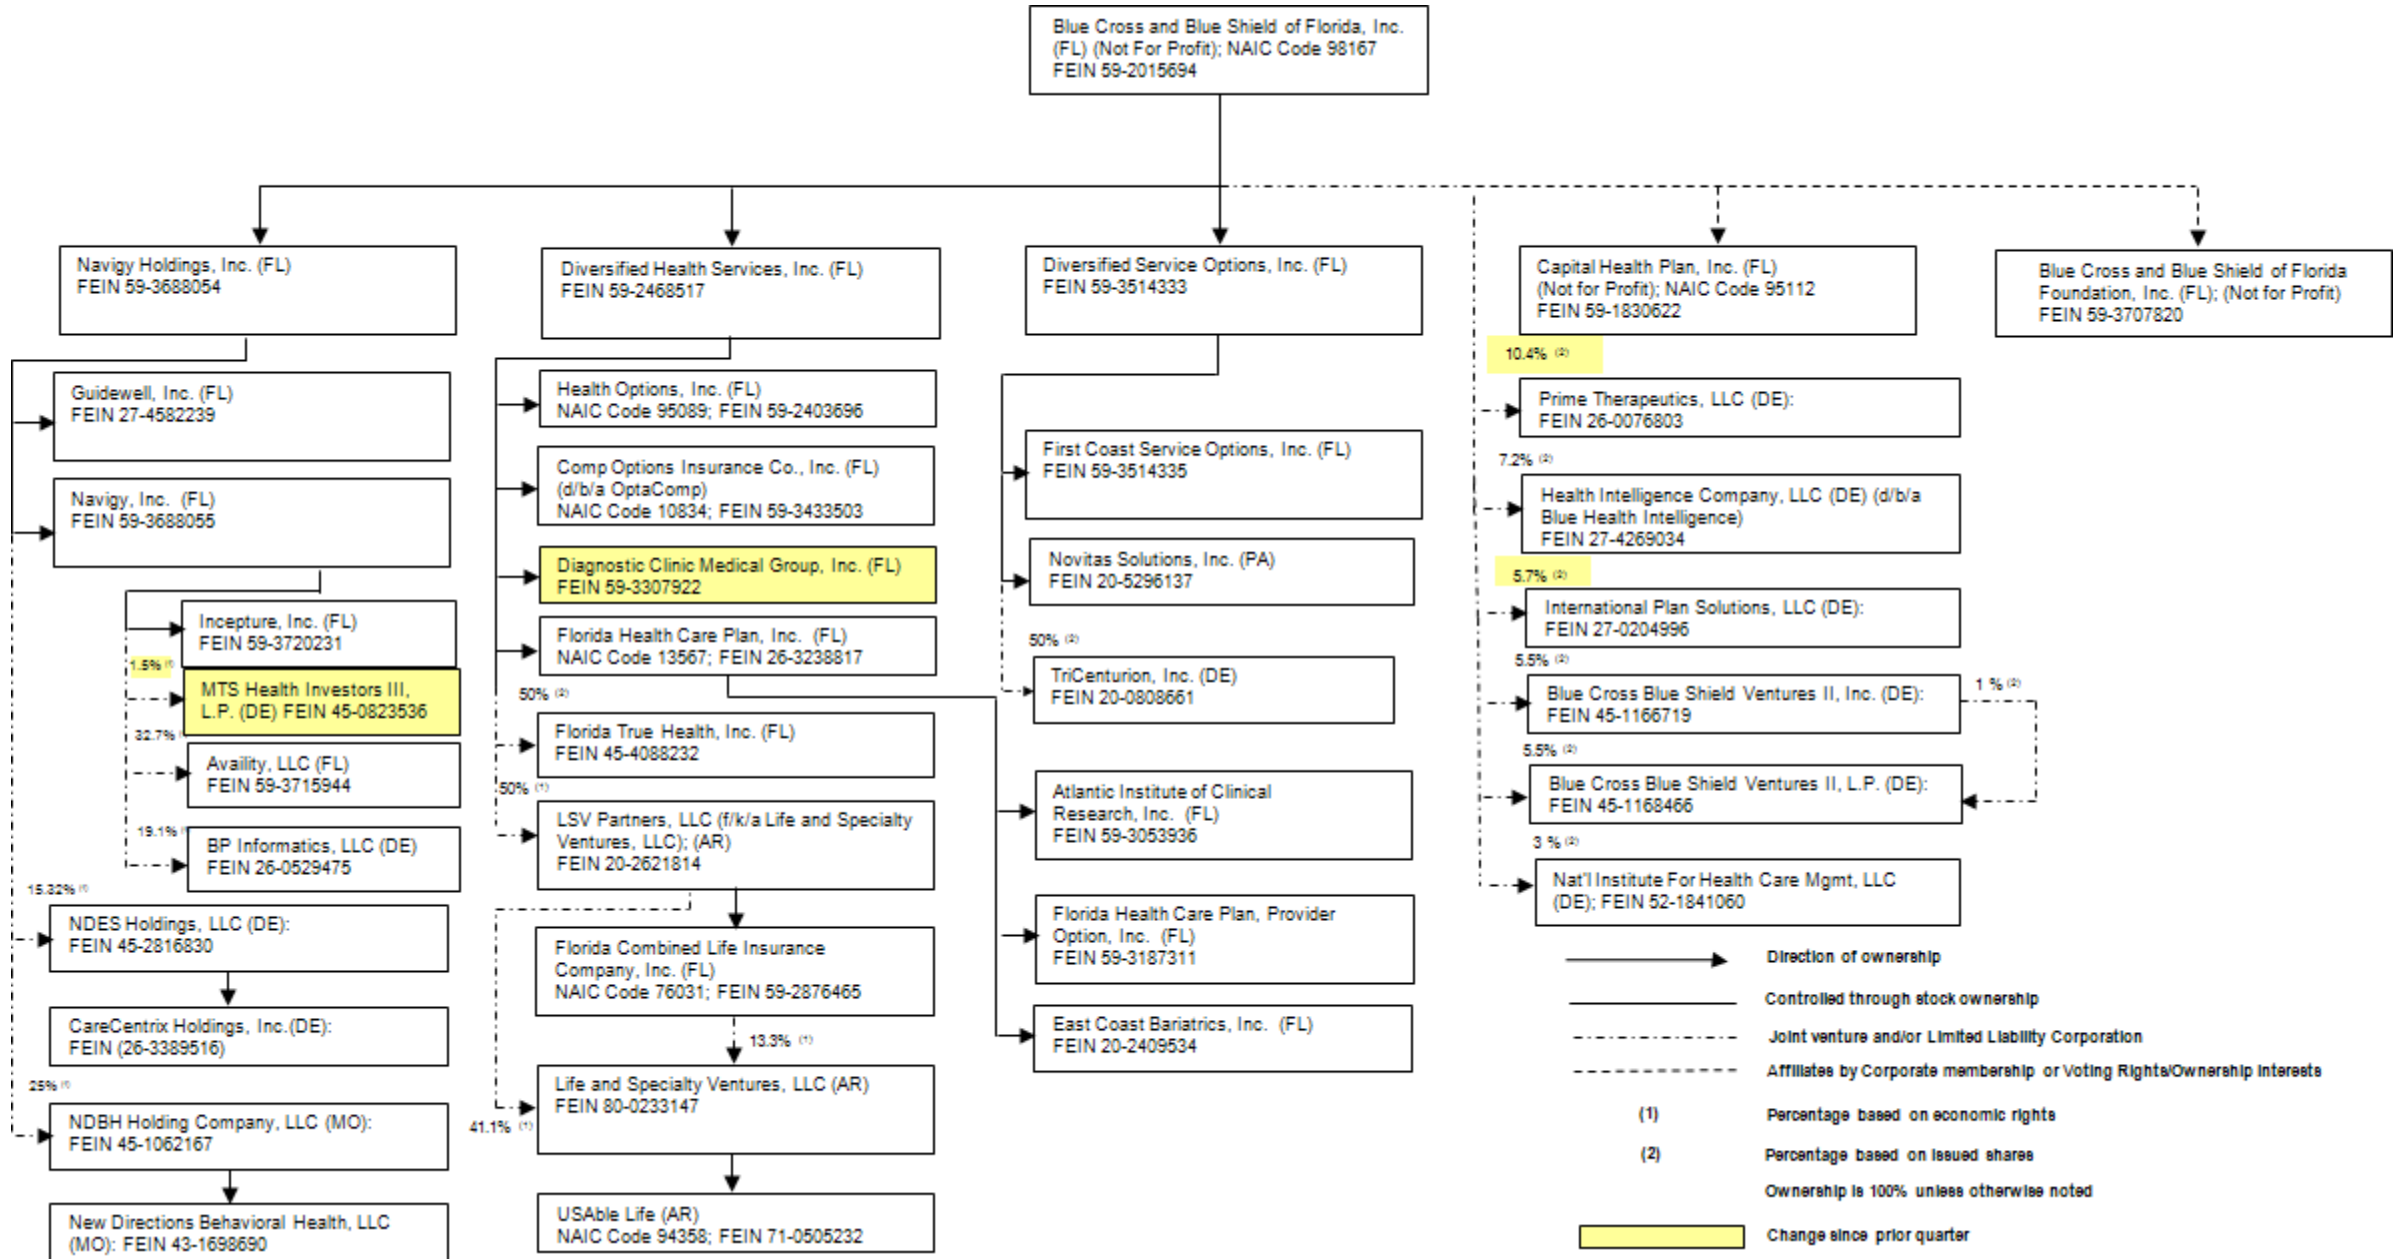 Blue Cross and Blue Shield of Florida, Inc.
(FL) (Not For Profit); NAIC Code 98167
FEIN 59-2015694
Navigy Holdings, Inc. (FL)
FEIN 59-3688054
Diversified Health Services, Inc. (FL)
FEIN 59-2468517
Diversified Service Options, Inc. (FL)
FEIN 59-3514333
Capital Health Plan, Inc. (FL)
(Not for Profit); NAIC Code 95112
FEIN 59-1830622
Blue Cross and Blue Shield of Florida
Foundation, Inc. (FL); (Not for Profit)
FEIN 59-3707820
Guidewell, Inc. (FL)
FEIN 27-4582239
Navigy, Inc. (FL)
FEIN 59-3688055
Incepture, Inc. (FL)
FEIN 59-3720231
1.5% (1)
MTS Health Investors III,
L.P. (DE) FEIN 45-0823536
32.7%
Availity, LLC (FL)
FEIN 59-3715944
19.1% (1)
BP Informatics, LLC (DE)
FEIN 26-0529475
15.32% (1)
NDES Holdings, LLC (DE):
FEIN 45-2816830
CareCentrix Holdings, Inc.(DE):
FEIN (26-3389516)
25% (1)
NDBH Holding Company, LLC (MO):
FEIN 45-1062167
New Directions Behavioral Health, LLC
(MO): FEIN 43-1698690
Health Options, Inc. (FL)
NAIC Code 95089; FEIN 59-2403696
Comp Options Insurance Co., Inc. (FL)
(d/b/a OptaComp)
NAIC Code 10834; FEIN 59-3433503
Diagnostic Clinic Medical Group, Inc. (FL)
FEIN 59-3307922
Florida Health Care Plan, Inc. (FL)
NAIC Code 13567; FEIN 26-3238817
50% (2)
Florida True Health, Inc. (FL)
FEIN 45-4088232
50% (1)
LSV Partners, LLC (f/k/a Life and Specialty
Ventures, LLC); (AR)
FEIN 20-2621814
Florida Combined Life Insurance
Company, Inc. (FL)
NAIC Code 76031; FEIN 59-2876465
13.3% (1)
Life and Specialty Ventures, LLC (AR)
FEIN 80-0233147
41.1% (1)
USAble Life (AR)
NAIC Code 94358; FEIN 71-0505232
First Coast Service Options, Inc. (FL)
FEIN 59-3514335
Novitas Solutions, Inc. (PA)
FEIN 20-5296137
50% (2)
TriCenturion, Inc. (DE)
FEIN 20-0808661
Atlantic Institute of Clinical
Research, Inc. (FL)
FEIN 59-3053936
Florida Health Care Plan, Provider
Option, Inc. (FL)
FEIN 59-3187311
East Coast Bariatrics, Inc. (FL)
FEIN 20-2409534
10.4% (2)
Prime Therapeutics, LLC (DE):
FEIN 26-0076803
7.2% (2)
Health Intelligence Company, LLC (DE) (d/b/a
Blue Health Intelligence)
FEIN 27-4269034
5.7% (2)
International Plan Solutions, LLC (DE):
FEIN 27-0204996
5.5% (2)
Blue Cross Blue Shield Ventures II, Inc. (DE):
FEIN 45-1166719
1 % (2)
5.5% (2)
Blue Cross Blue Shield Ventures II, L.P. (DE):
FEIN 45-1168466
3 % (2)
Nat'l Institute For Health Care Mgmt, LLC
(DE); FEIN 52-1841060
Direction of ownership
Controlled through stock ownership
Joint venture and/or Limited Liability Corporation
Affiliates by Corporate membership or Voting Rights/Ownership Interests
(1) Percentage based on economic rights
(2) Percentage based on issued shares
Ownership is 100% unless otherwise noted
Change since prior quarter